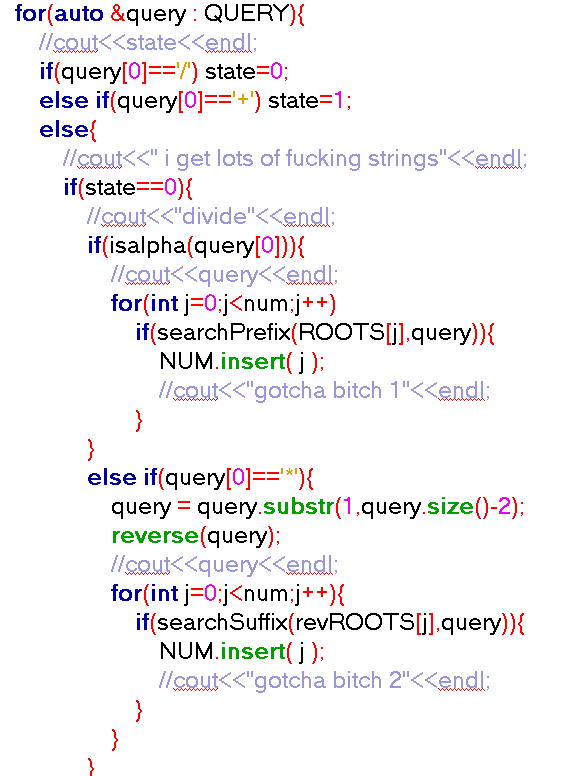 for(auto &query : QUERY){
//cout<<state<<endl;
if(query[0]=='/') state=0;
else if(query[0]=='+') state=1;
else{
//cout<<" i get lots of fucking strings"<<endl;
if(state==0){
//cout<<"divide"<<endl;
if(isalpha(query[0])){
//cout<<query<<endl;
for(int j=0;j<num;j++)
if(searchPrefix(ROOTS[j],query)){
NUM.insert( j );
//cout<<"gotcha bitch 1"<<endl;
}
}
else if(query[0]=='*'){
query = query.substr(1,query.size()-2);
reverse(query);
//cout<<query<<endl;
for(int j=0;j<num;j++){
if(searchSuffix(revROOTS[j],query)){
NUM.insert( j );
//cout<<"gotcha bitch 2"<<endl;
}
}
}